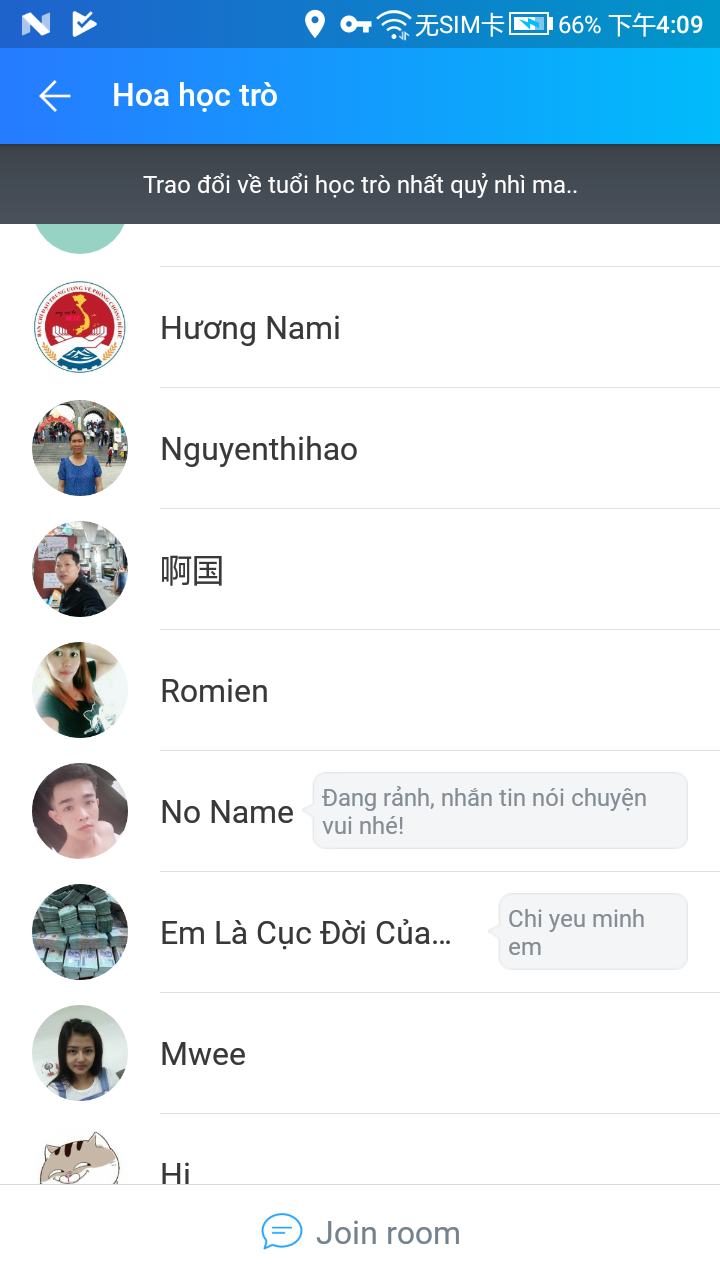 无SIM卡 66% 下午4:09
Hoa học trò
Trao đổi về tuổi học trò nhất quỷ nhì ma..
Hương Nami
Nguyenthihao
啊国
Romien
No Name
Đang rảnh, nhắn tin nói chuyện
vui nhé!
Em Là Cục Đời Của...
Chi yeu minh
em
Mwee
Hi
Join room